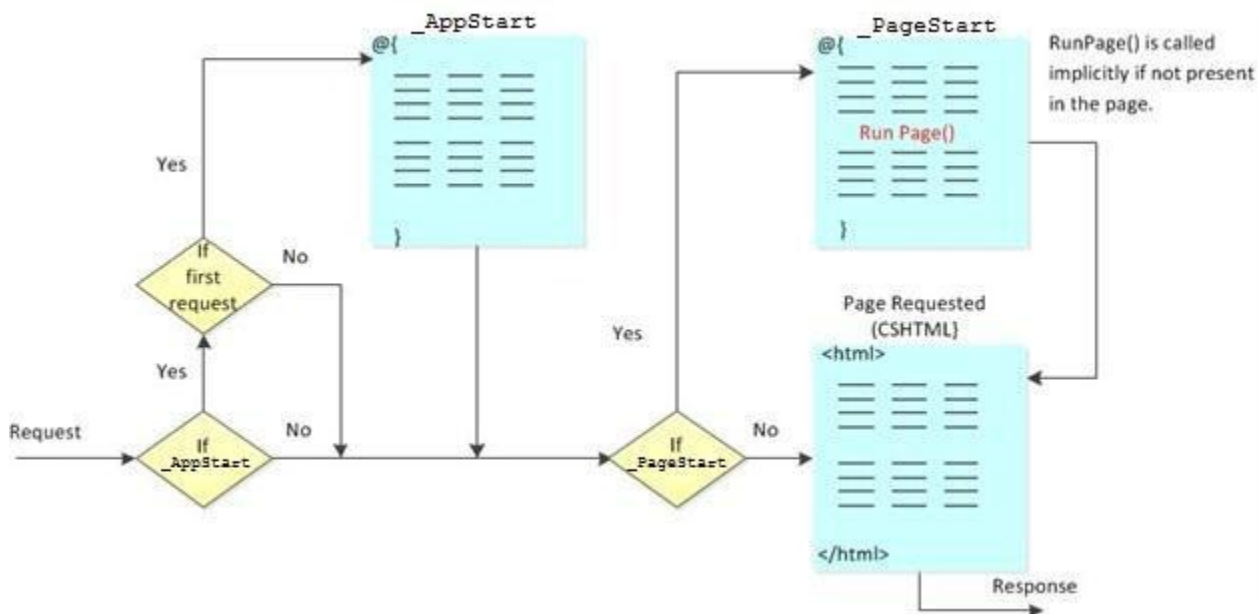 _AppStart
@{
}
_PageStart
@{
Run Page()
}
RunPage() is called
implicitly if not present
in the page.
Yes
If
first
request
No
Yes
Request
If
_AppStart
No
Yes
If
_PageStart
No
Page Requested
(CSHTML}
<html>
</html>
Response